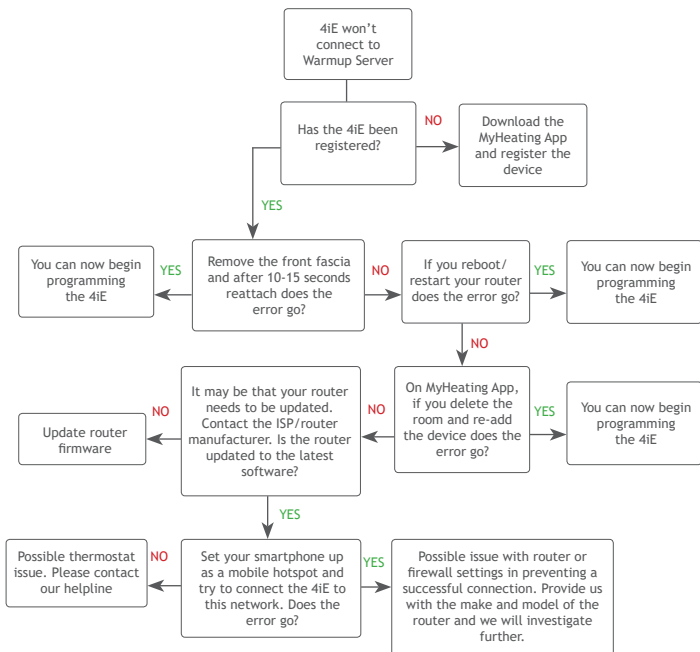 4iE won't
connect to
Warmup Server
Has the 4iE been
registered?
NO
Download the
MyHeating App
and register the
device
YES
You can now begin
programming
the 4iE
YES
Remove the front fascia
and after 10-15 seconds
reattach does the
error go?
NO
If you reboot/
restart your router
does the error go?
YES
You can now begin
programming
the 4iE
NO
Update router
firmware
NO
It may be that your router
needs to be updated.
Contact the ISP/router
manufacturer. Is the router
updated to the latest
software?
NO
On MyHeating App,
if you delete the
room and re-add
the device does the
error go?
YES
You can now begin
programming
the 4iE
YES
Possible thermostat
issue. Please contact
our helpline
NO
Set your smartphone up
as a mobile hotspot and
try to connect the 4iE to
this network. Does the
error go?
YES
Possible issue with router or
firewall settings in preventing a
successful connection. Provide us
with the make and model of the
router and we will investigate
further.